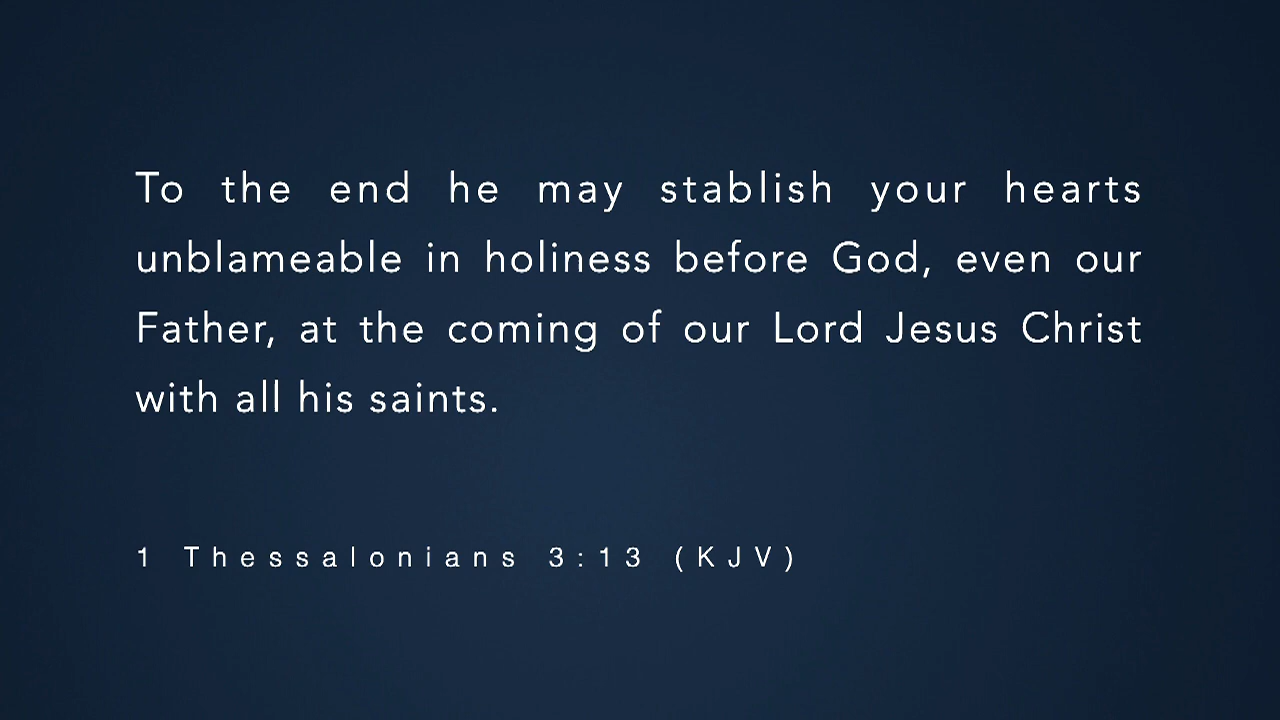 To the end he may stablish your hearts
unblameable in holiness before God, even our
Father, at the coming of our Lord Jesus Christ
with all his saints.
1 Thessalonians 3:13 (KJV)